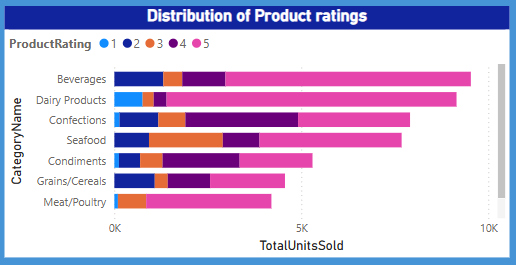 Distribution of Product ratings
ProductRating 1 2 3 4 5
CategoryName
Beverages
Dairy Products
Confections
Seafood
Condiments
Grains/Cereals
Meat/Poultry
0K 5K 10K
TotalUnitsSold